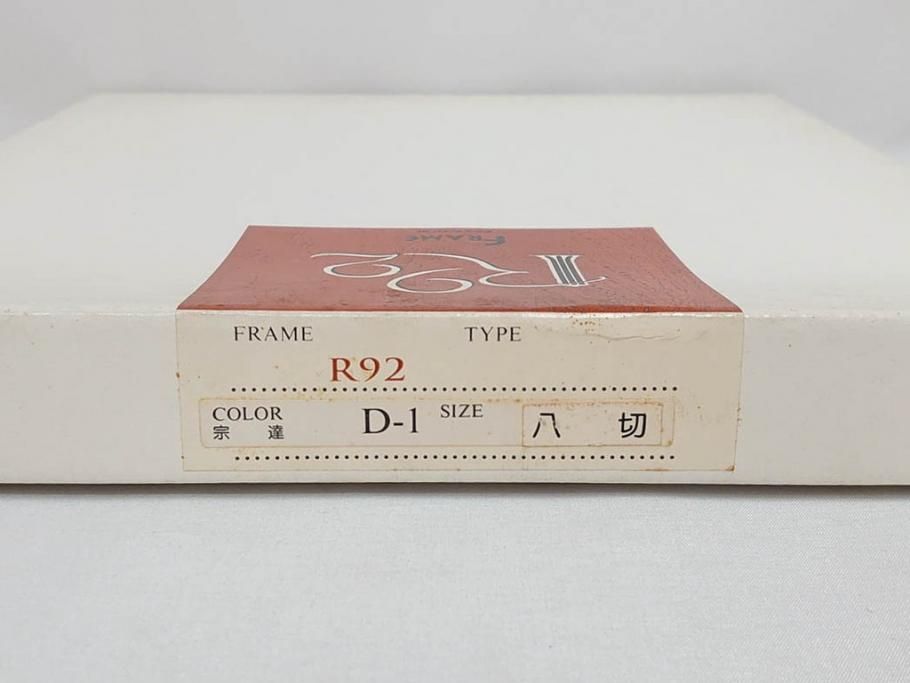 FRAME
R92
FRAME TYPE
R92
COLOR D-1 SIZE 八切
宗達